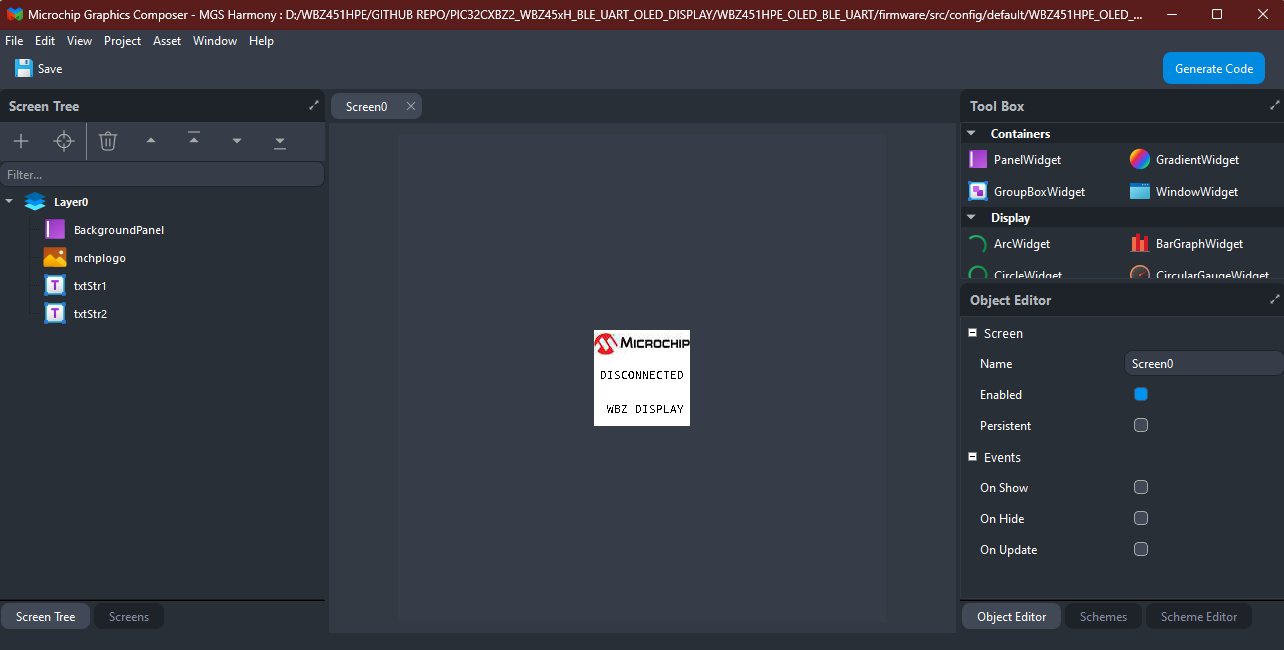 Microchip Graphics Composer - MGS Harmony : D:/WBZ451HPE/GITHUB REPO/PIC32CXBZ2_WBZ45xH_BLE_UART_OLED_DISPLAY/WBZ451HPE_OLED_BLE_UART/firmware/src/config/default/WBZ451HPE_OLED_...
File Edit View Project Asset Window Help
Save
Generate Code
Screen Tree
Filter...
Layer0
BackgroundPanel
mchplogo
txtStr1
txtStr2
Screen Tree Screens
Screen0
MICROCHIP
DISCONNECTED
WBZ DISPLAY
Tool Box
Containers
PanelWidget GradientWidget
GroupBoxWidget WindowWidget
Display
ArcWidget BarGraphWidget
CircleWidget CircularGaugeWidget
Object Editor
Screen
Name Screen0
Enabled
Persistent
Events
On Show
On Hide
On Update
Object Editor Schemes Scheme Editor